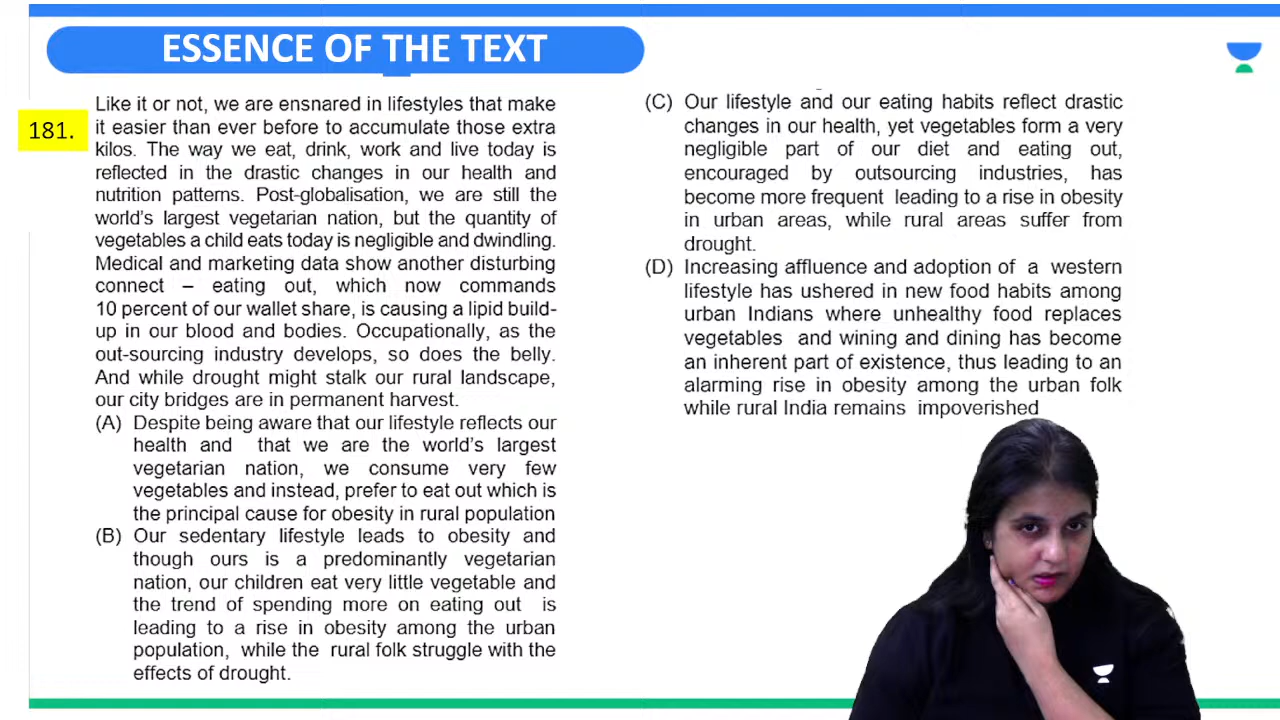 ESSENCE OF THE TEXT
181.
Like it or not, we are ensnared in lifestyles that make
it easier than ever before to accumulate those extra
kilos. The way we eat, drink, work and live today is
reflected in the drastic changes in our health and
nutrition patterns. Post-globalisation, we are still the
world's largest vegetarian nation, but the quantity of
vegetables a child eats today is negligible and dwindling.
Medical and marketing data show another disturbing
connect – eating out, which now commands
10 percent of our wallet share, is causing a lipid build-
up in our blood and bodies. Occupationally, as the
out-sourcing industry develops, so does the belly.
And while drought might stalk our rural landscape,
our city bridges are in permanent harvest.
(A) Despite being aware that our lifestyle reflects our
health and that we are the world's largest
vegetarian nation, we consume very few
vegetables and instead, prefer to eat out which is
the principal cause for obesity in rural population
(B) Our sedentary lifestyle leads to obesity and
though ours is a predominantly vegetarian
nation, our children eat very little vegetable and
the trend of spending more on eating out is
leading to a rise in obesity among the urban
population, while the rural folk struggle with the
effects of drought.
(C) Our lifestyle and our eating habits reflect drastic
changes in our health, yet vegetables form a very
negligible part of our diet and eating out,
encouraged by outsourcing industries, has
become more frequent leading to a rise in obesity
in urban areas, while rural areas suffer from
drought.
(D) Increasing affluence and adoption of a western
lifestyle has ushered in new food habits among
urban Indians where unhealthy food replaces
vegetables and wining and dining has become
an inherent part of existence, thus leading to an
alarming rise in obesity among the urban folk
while rural India remains impoverished